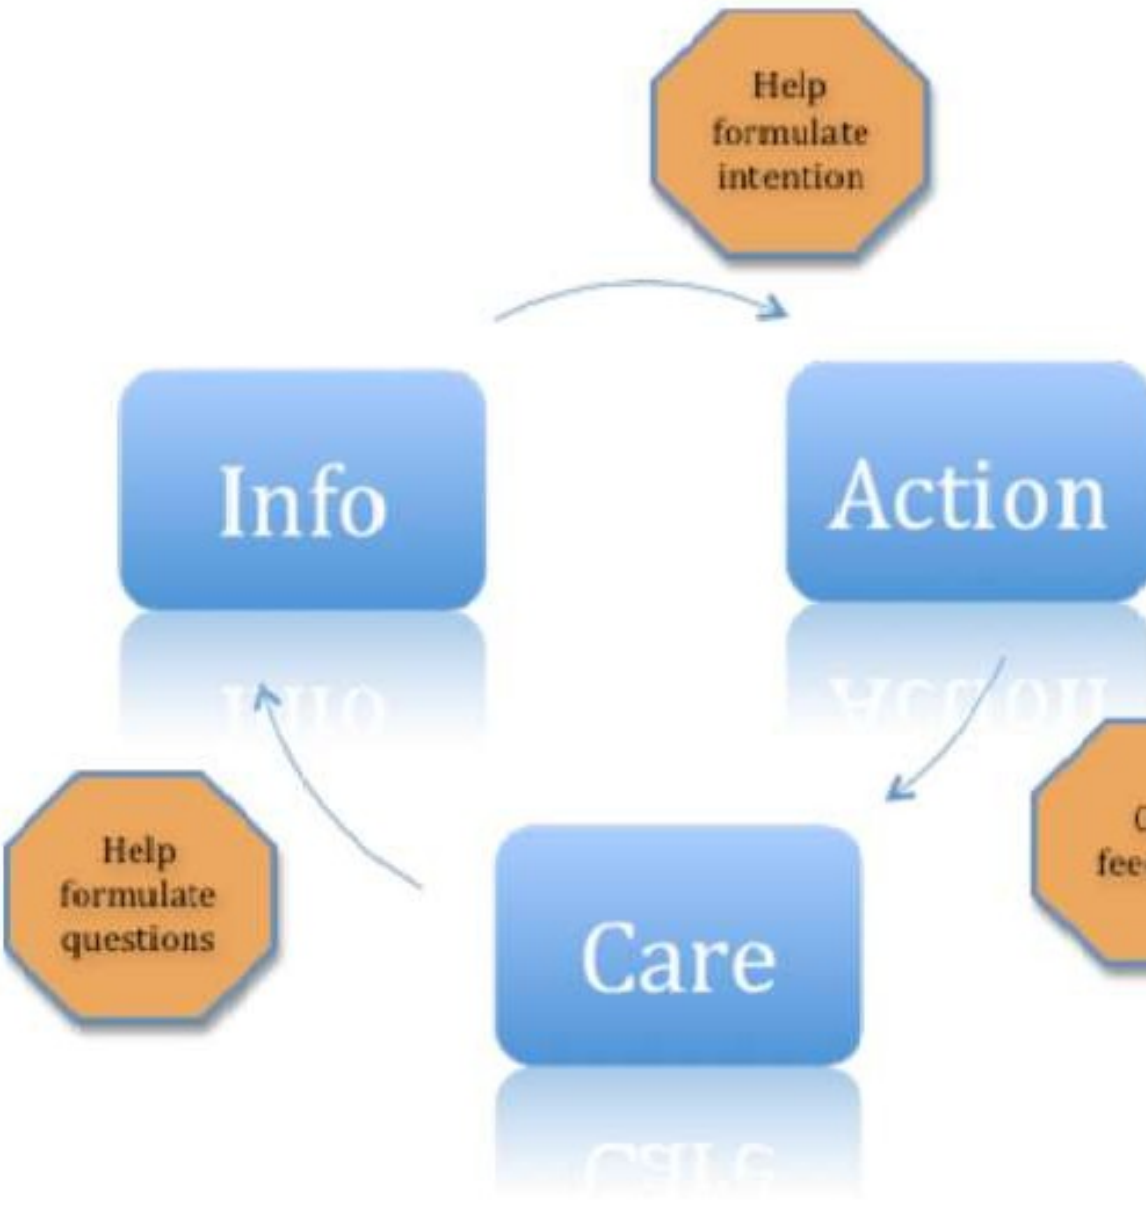 Help
formulate
intention
Info
Action
Help
formulate
questions
Care